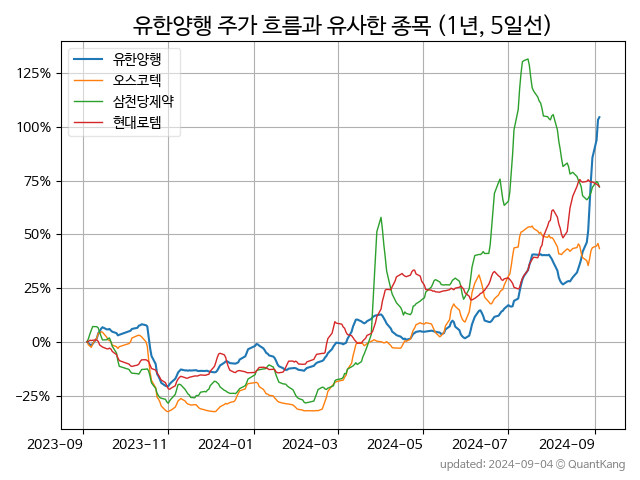 유한양행 주가 흐름과 유사한 종목 (1년, 5일선)
유한양행
오스코텍
삼천당제약
현대로템
125%
100%
75%
50%
25%
0%
−25%
2023-09
2023-11
2024-01
2024-03
2024-05
2024-07
2024-09
updated: 2024-09-04 © QuantKang